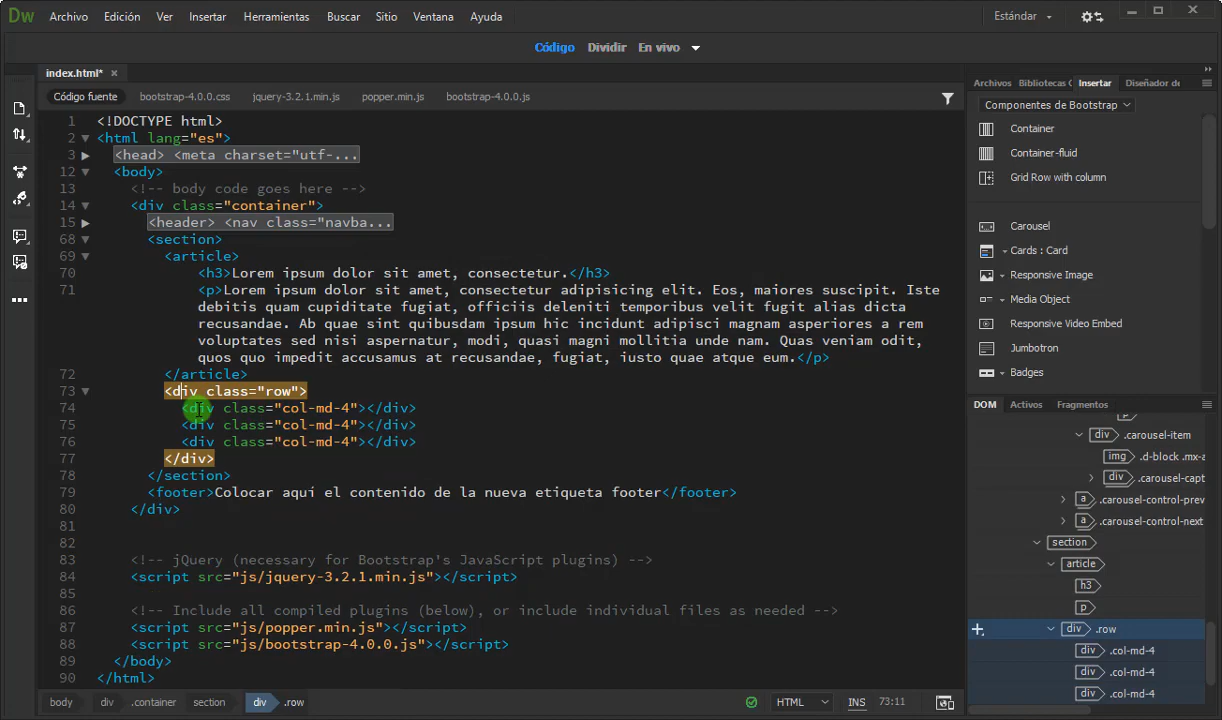 Dw Archivo Edición Ver Insertar Herramientas Buscar Sitio Ventana Ayuda Estándar
Código Dividir En vivo
index.html*
Código fuente bootstrap-4.0.0.css jquery-3.2.1.min.js popper.min.js bootstrap-4.0.0.js
1 <!DOCTYPE html>
2 <html lang="es">
3 <head> <meta charset="utf-...
12 <body>
13 <!-- body code goes here -->
14 <div class="container">
15 <header> <nav class="navba...
68 <section>
69 <article>
70 <h3>Lorem ipsum dolor sit amet, consectetur.</h3>
71 <p>Lorem ipsum dolor sit amet, consectetur adipisicing elit. Eos, maiores suscipit. Iste
debitis quam cupiditate fugiat, officiis deleniti temporibus velit fugit alias dicta
recusandae. Ab quae sint quibusdam ipsum hic incidunt adipisci magnam asperiores a rem
voluptates sed nisi aspernatur, modi, quasi magni mollitia unde nam. Quas veniam odit,
quos quo impedit accusamus at recusandae, fugiat, iusto quae atque eum.</p>
72 </article>
73 <div class="row">
74 <div class="col-md-4"></div>
75 <div class="col-md-4"></div>
76 <div class="col-md-4"></div>
77 </div>
78 </section>
79 <footer>Colocar aquí el contenido de la nueva etiqueta footer</footer>
80 </div>
81
82
83 <!-- jQuery (necessary for Bootstrap's JavaScript plugins) -->
84 <script src="js/jquery-3.2.1.min.js"></script>
85
86 <!-- Include all compiled plugins (below), or include individual files as needed -->
87 <script src="js/popper.min.js"></script>
88 <script src="js/bootstrap-4.0.0.js"></script>
89 </body>
90 </html>
body div .container section div .row HTML INS 73:11
Archivos Bibliotecas Insertar Diseñador de
Componentes de Bootstrap
Container
Container-fluid
Grid Row with column
Carousel
Cards : Card
Responsive Image
Media Object
Responsive Video Embed
Jumbotron
Badges
DOM Activos Fragmentos
p
div .carousel-item
img .d-block .mx-a
div .carousel-capt
a .carousel-control-prev
a .carousel-control-next
section
article
h3
p
div .row
div .col-md-4
div .col-md-4
div .col-md-4